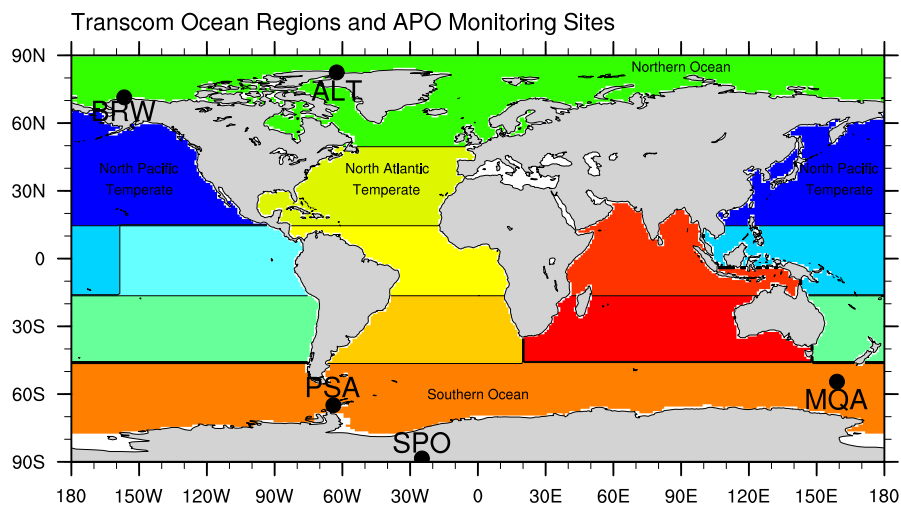 Transcom Ocean Regions and APO Monitoring Sites
90N
Northern Ocean
ALT
BRW
60N
North Pacific
Temperate
North Atlantic
Temperate
North Pacific
Temperate
30N
0
30S
60S
PSA
Southern Ocean
MQA
SPO
90S
180 150W 120W 90W 60W 30W 0 30E 60E 90E 120E 150E 180